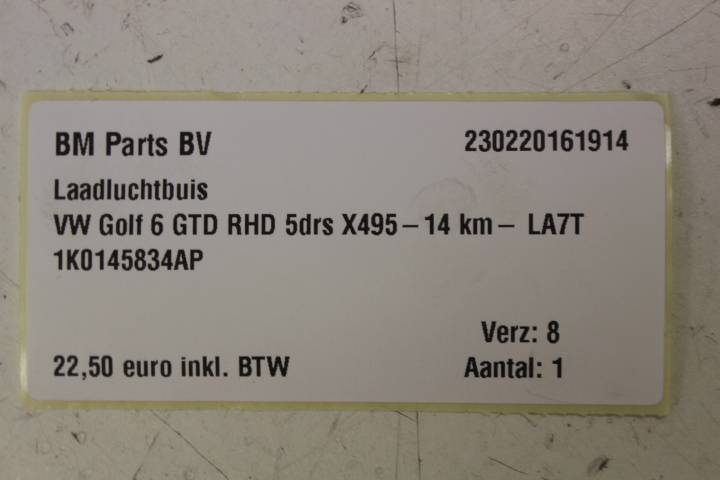 BM Parts BV 230220161914
Laadluchtbuis
VW Golf 6 GTD RHD 5drs X495 – 14 km – LA7T
1K0145834AP
Verz: 8
22,50 euro inkl. BTW Aantal: 1